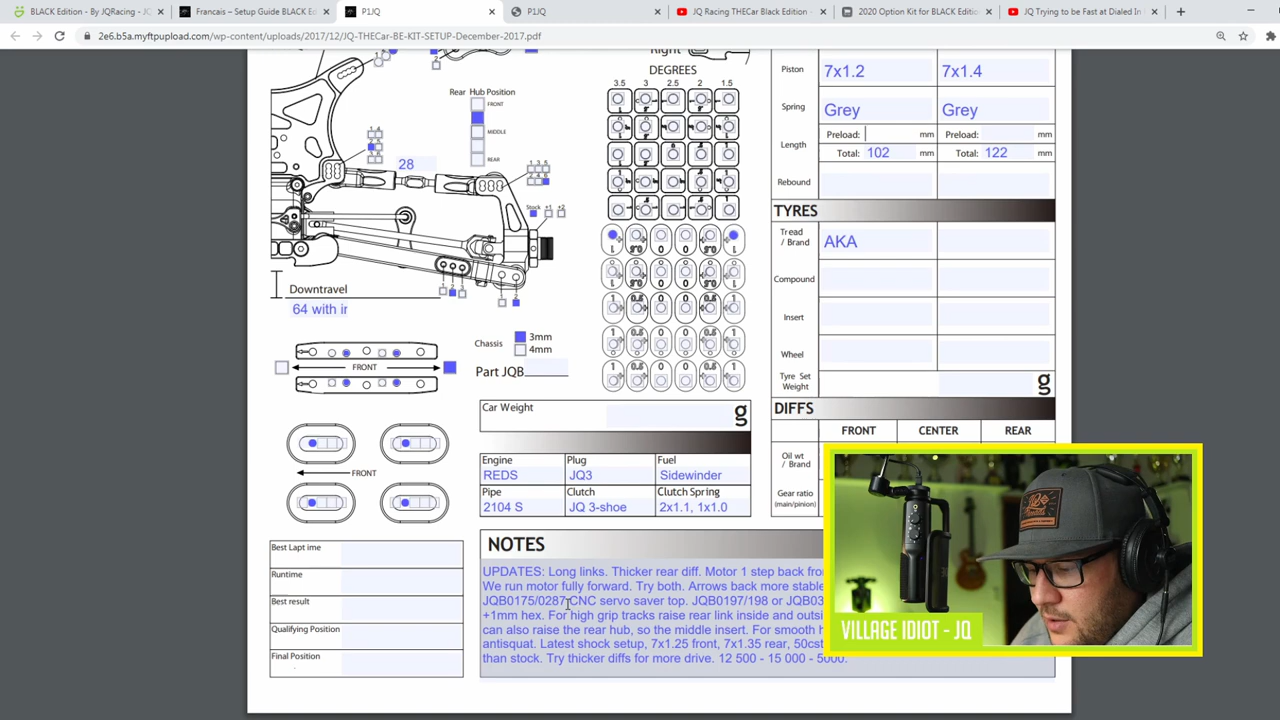 BLACK Edition - By JQRacing -
Francais – Setup Guide BLACK Ed
P1JQ
P1JQ
JQ Racing THECar Black Edition -
2020 Option Kit for BLACK Edition
JQ Trying to be Fast at Dialed In
2e6.b5a.myftpupload.com/wp-content/uploads/2017/12/JQ-THECar-BE-KIT-SETUP-December-2017.pdf
Right
DEGREES
3.5 3 2.5 2 1.5
Rear Hub Position
FRONT
MIDDLE
REAR
28
Stock +1 +2
Downtravel
64 with ir
FRONT
FRONT
Chassis
3mm
4mm
Part JQB
Piston 7x1.2 7x1.4
Spring Grey Grey
Length
Preload: mm Preload: mm
Total: 102 mm Total: 122 mm
Rebound
TYRES
Tread / Brand AKA
Compound
Insert
Wheel
Tyre Set Weight g
Car Weight g
DIFFS
FRONT CENTER REAR
Oil wt / Brand
Gear ratio (main/pinion)
Engine Plug Fuel
REDS JQ3 Sidewinder
Pipe Clutch Clutch Spring
2104 S JQ 3-shoe 2x1.1, 1x1.0
Best Lapt ime
Runtime
Best result
Qualifying Position
Final Position
NOTES
UPDATES: Long links. Thicker rear diff. Motor 1 step back fror
We run motor fully forward. Try both. Arrows back more stable
JQB0175/0287 CNC servo saver top. JQB0197/198 or JQB03
+1mm hex. For high grip tracks raise rear link inside and outsi
can also raise the rear hub, so the middle insert. For smooth h
antisquat. Latest shock setup, 7x1.25 front, 7x1.35 rear, 50cst
than stock. Try thicker diffs for more drive. 12 500 - 15 000 - 5000.
VILLAGE IDIOT - JQ